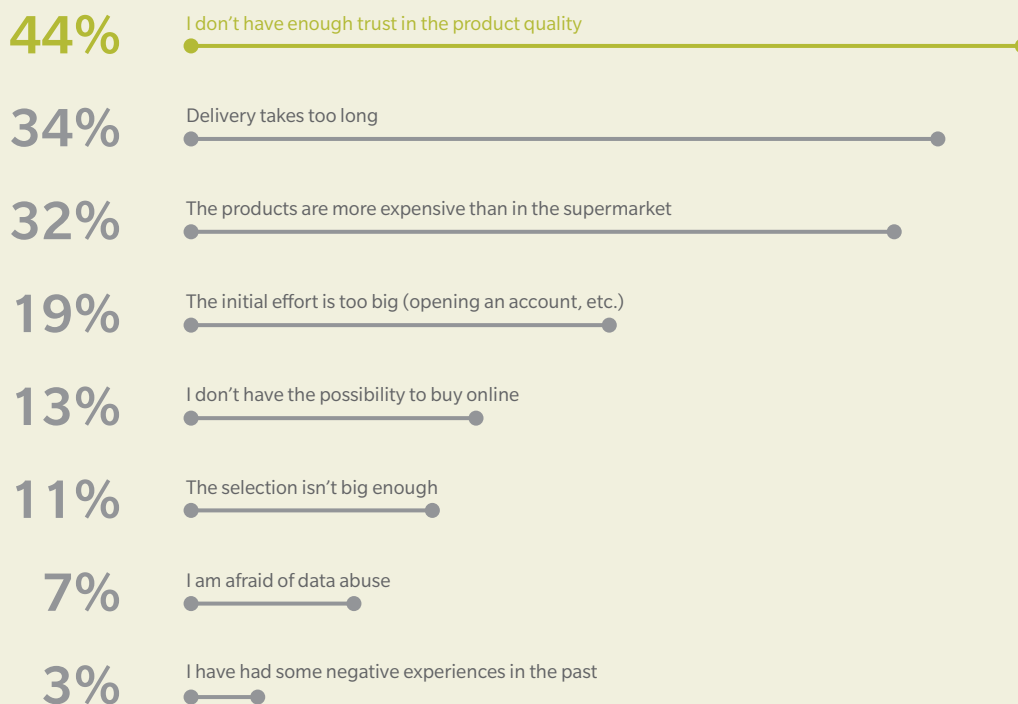 44%
I don’t have enough trust in the product quality
34%
Delivery takes too long
32%
The products are more expensive than in the supermarket
19%
The initial effort is too big (opening an account, etc.)
13%
I don’t have the possibility to buy online
11%
The selection isn’t big enough
7%
I am afraid of data abuse
3%
I have had some negative experiences in the past